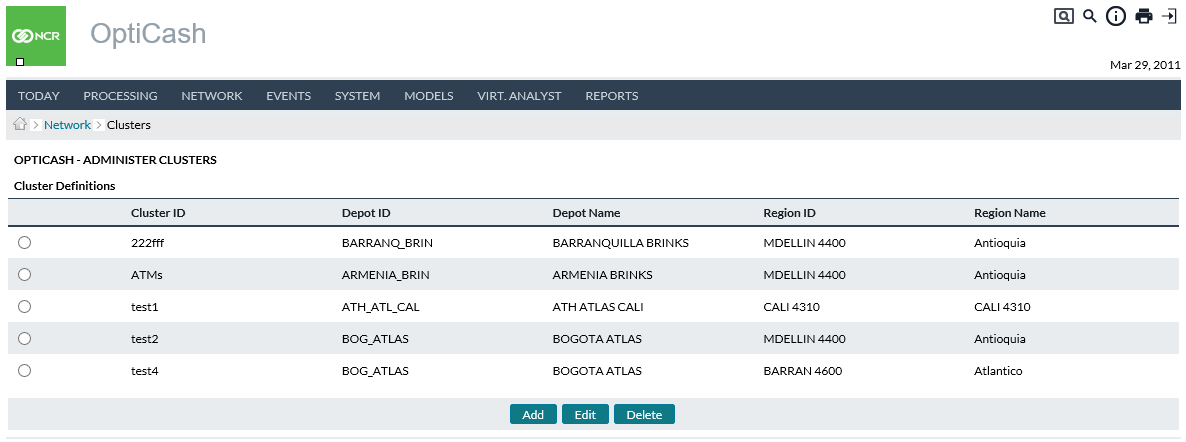 NCR OptiCash
Mar 29, 2011
TODAY PROCESSING NETWORK EVENTS SYSTEM MODELS VIRT. ANALYST REPORTS
> Network > Clusters
OPTICASH - ADMINISTER CLUSTERS
Cluster Definitions
Cluster ID Depot ID Depot Name Region ID Region Name
222fff BARRANQ_BRIN BARRANQUILLA BRINKS MDELLIN 4400 Antioquia
ATMs ARMENIA_BRIN ARMENIA BRINKS MDELLIN 4400 Antioquia
test1 ATH_ATL_CAL ATH ATLAS CALI CALI 4310 CALI 4310
test2 BOG_ATLAS BOGOTA ATLAS MDELLIN 4400 Antioquia
test4 BOG_ATLAS BOGOTA ATLAS BARRAN 4600 Atlantico
Add Edit Delete